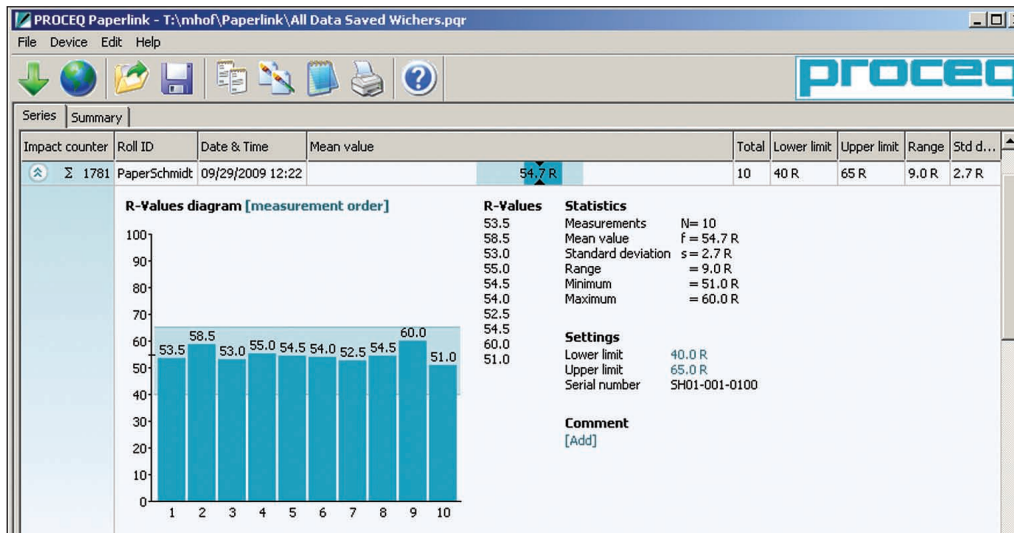 PROCEQ Paperlink - T:\mhof\Paperlink\All Data Saved Wichers.pqr
File Device Edit Help
proceq
Series Summary
Impact counter Roll ID Date & Time Mean value Total Lower limit Upper limit Range Std d...
Σ 1781 PaperSchmidt 09/29/2009 12:22 54.7 R 10 40 R 65 R 9.0 R 2.7 R
R-Values diagram [measurement order]
100
90
80
70
60
50
40
30
20
10
0
53.5 58.5 53.0 55.0 54.5 54.0 52.5 54.5 60.0 51.0
1 2 3 4 5 6 7 8 9 10
R-Values
53.5
58.5
53.0
55.0
54.5
54.0
52.5
54.5
60.0
51.0
Statistics
Measurements N= 10
Mean value f = 54.7 R
Standard deviation s = 2.7 R
Range = 9.0 R
Minimum = 51.0 R
Maximum = 60.0 R
Settings
Lower limit 40.0 R
Upper limit 65.0 R
Serial number SH01-001-0100
Comment
[Add]